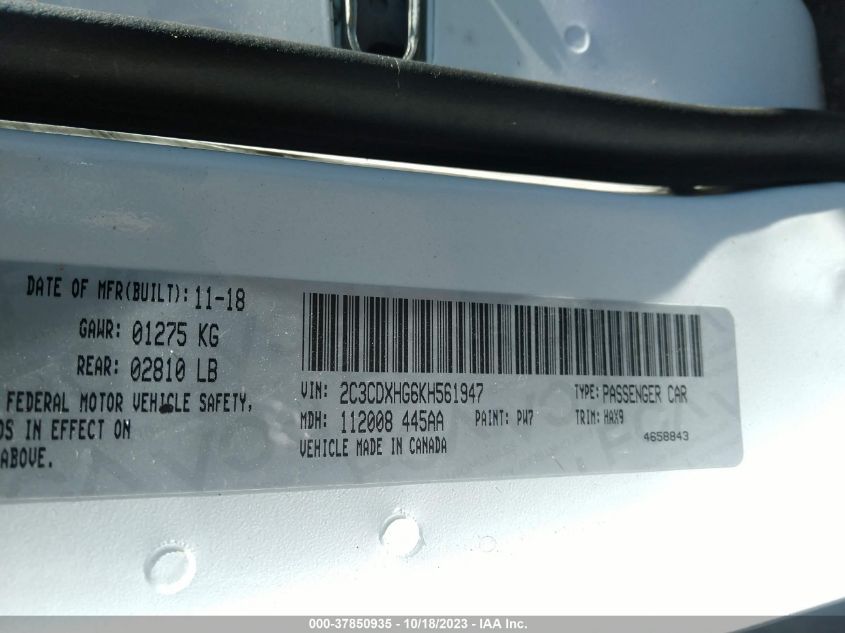 DATE OF MFR(BUILT): 11-18
GAWR: 01275 KG
REAR: 02810 LB
FEDERAL MOTOR VEHICLE SAFETY,
DS IN EFFECT ON
ABOVE.
VIN: 2C3CDXHG6KH561947
TYPE: PASSENGER CAR
MDH: 112008 445AA
PAINT: PW7
TRIM: HAX9
VEHICLE MADE IN CANADA
4658843
000-37850935 - 10/18/2023 - IAA Inc.